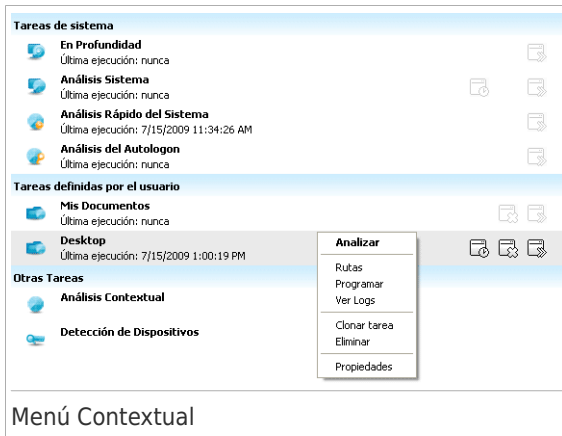 Tareas de sistema
En Profundidad
Última ejecución: nunca
Análisis Sistema
Última ejecución: nunca
Análisis Rápido del Sistema
Última ejecución: 7/15/2009 11:34:26 AM
Análisis del Autologon
Última ejecución: nunca
Tareas definidas por el usuario
Mis Documentos
Última ejecución: nunca
Desktop
Última ejecución: 7/15/2009 1:00:19 PM
Analizar
Rutas
Programar
Ver Logs
Clonar tarea
Eliminar
Propiedades
Otras Tareas
Análisis Contextual
Detección de Dispositivos
Menú Contextual